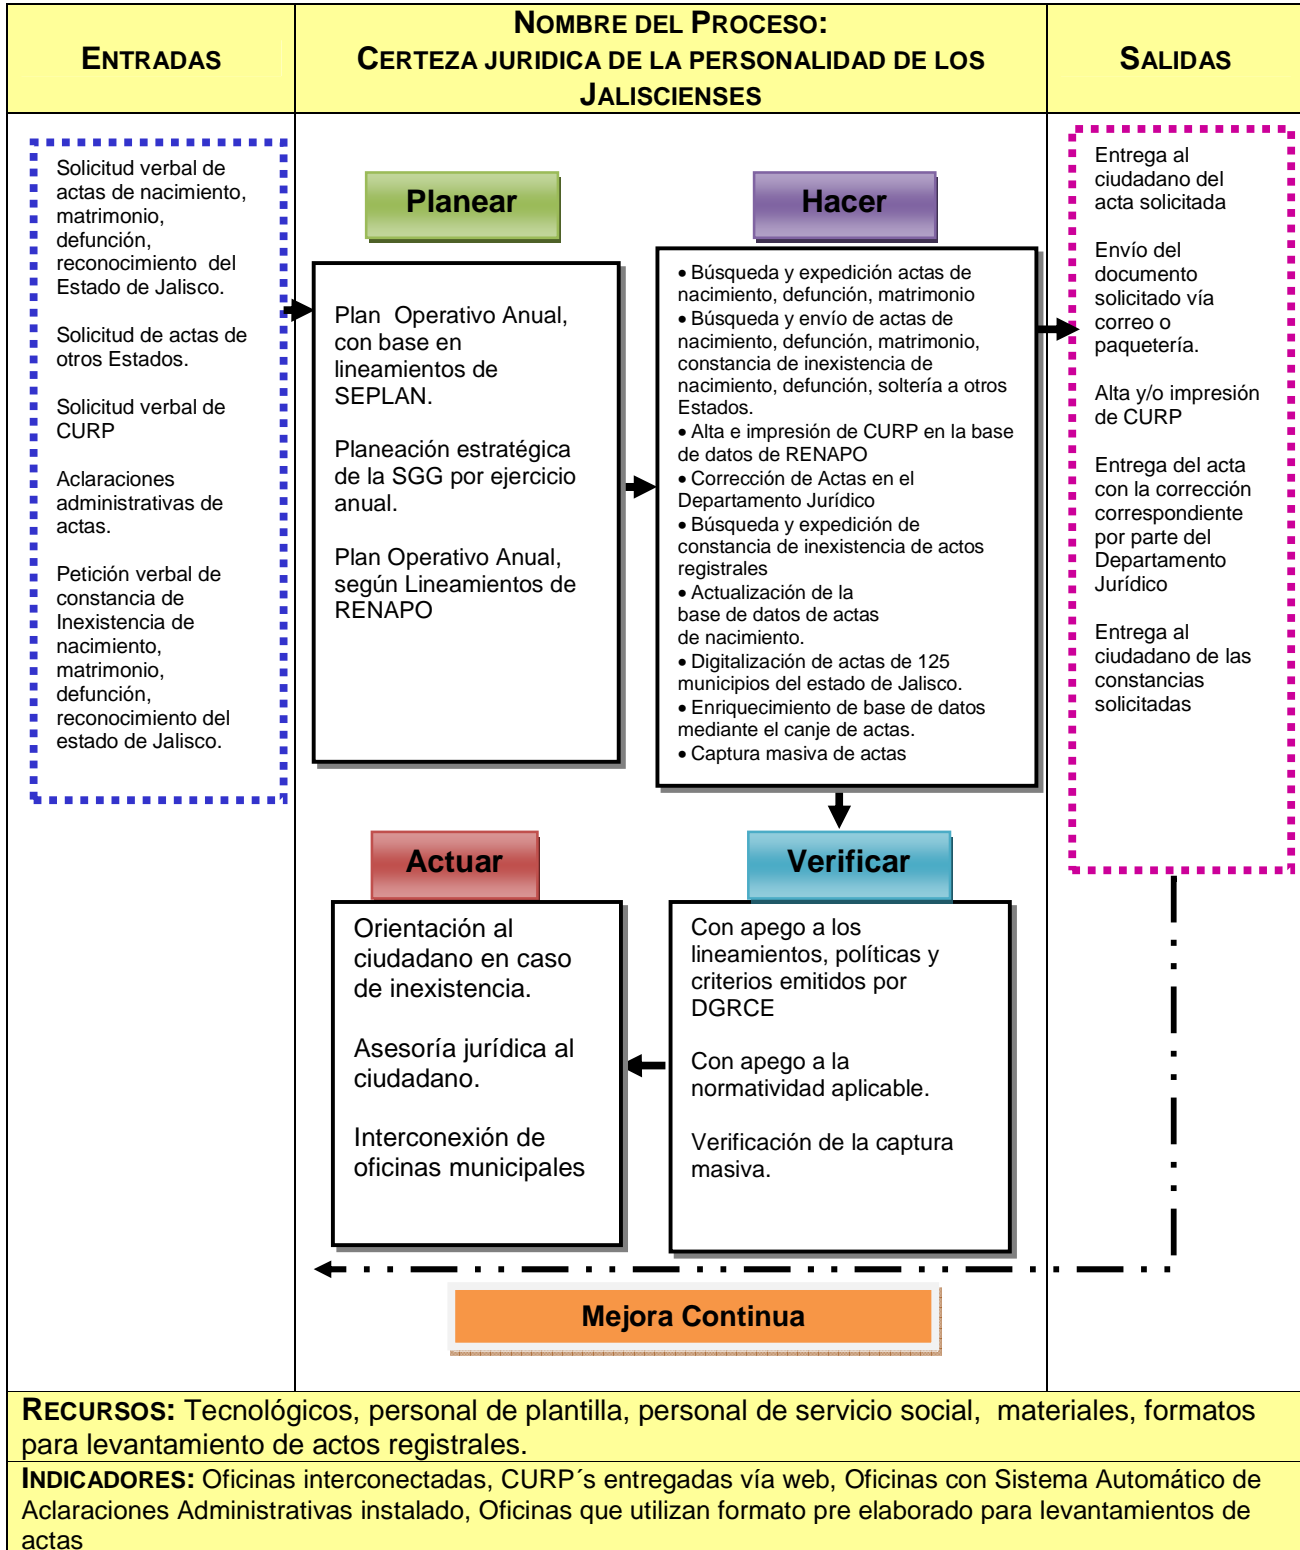 ENTRADAS
NOMBRE DEL PROCESO:
CERTEZA JURIDICA DE LA PERSONALIDAD DE LOS
JALISCIENSES
SALIDAS
Solicitud verbal de
actas de nacimiento,
matrimonio,
defunción,
reconocimiento del
Estado de Jalisco.
Solicitud de actas de
otros Estados.
Solicitud verbal de
CURP
Aclaraciones
administrativas de
actas.
Petición verbal de
constancia de
Inexistencia de
nacimiento,
matrimonio,
defunción,
reconocimiento del
estado de Jalisco.
Planear
Plan Operativo Anual,
con base en
lineamientos de
SEPLAN.
Planeación estratégica
de la SGG por ejercicio
anual.
Plan Operativo Anual,
según Lineamientos de
RENAPO
Hacer
• Búsqueda y expedición actas de
nacimiento, defunción, matrimonio
• Búsqueda y envío de actas de
nacimiento, defunción, matrimonio,
constancia de inexistencia de
nacimiento, defunción, soltería a otros
Estados.
• Alta e impresión de CURP en la base
de datos de RENAPO
• Corrección de Actas en el
Departamento Jurídico
• Búsqueda y expedición de
constancia de inexistencia de actos
registrales
• Actualización de la
base de datos de actas
de nacimiento.
• Digitalización de actas de 125
municipios del estado de Jalisco.
• Enriquecimiento de base de datos
mediante el canje de actas.
• Captura masiva de actas
Entrega al
ciudadano del
acta solicitada
Envío del
documento
solicitado vía
correo o
paquetería.
Alta y/o impresión
de CURP
Entrega del acta
con la corrección
correspondiente
por parte del
Departamento
Jurídico
Entrega al
ciudadano de las
constancias
solicitadas
Actuar
Orientación al
ciudadano en caso
de inexistencia.
Asesoría jurídica al
ciudadano.
Interconexión de
oficinas municipales
Verificar
Con apego a los
lineamientos, políticas y
criterios emitidos por
DGRCE
Con apego a la
normatividad aplicable.
Verificación de la captura
masiva.
Mejora Continua
RECURSOS: Tecnológicos, personal de plantilla, personal de servicio social, materiales, formatos
para levantamiento de actos registrales.
INDICADORES: Oficinas interconectadas, CURP´s entregadas vía web, Oficinas con Sistema Automático de
Aclaraciones Administrativas instalado, Oficinas que utilizan formato pre elaborado para levantamientos de
actas